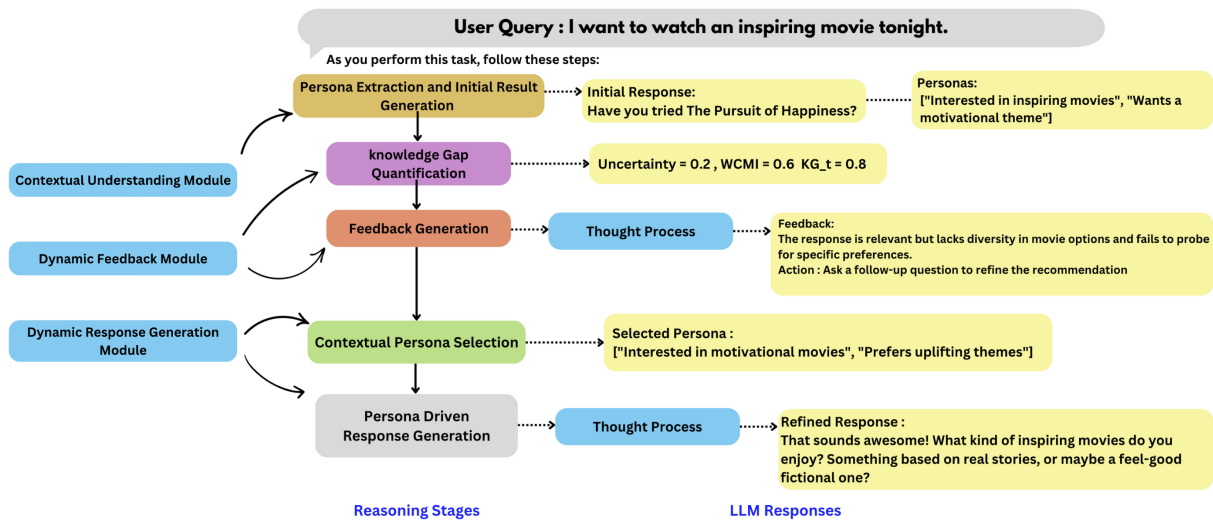 User Query : I want to watch an inspiring movie tonight.
As you perform this task, follow these steps:
Persona Extraction and Initial Result
Generation
Initial Response:
Have you tried The Pursuit of Happiness?
Personas:
["Interested in inspiring movies", "Wants a
motivational theme"]
Contextual Understanding Module
knowledge Gap
Quantification
Uncertainty = 0.2 , WCMI = 0.6 KG_t = 0.8
Dynamic Feedback Module
Feedback Generation
Thought Process
Feedback:
The response is relevant but lacks diversity in movie options and fails to probe
for specific preferences.
Action : Ask a follow-up question to refine the recommendation
Dynamic Response Generation
Module
Contextual Persona Selection
Selected Persona :
["Interested in motivational movies", "Prefers uplifting themes"]
Persona Driven
Response Generation
Thought Process
Refined Response :
That sounds awesome! What kind of inspiring movies do you
enjoy? Something based on real stories, or maybe a feel-good
fictional one?
Reasoning Stages
LLM Responses